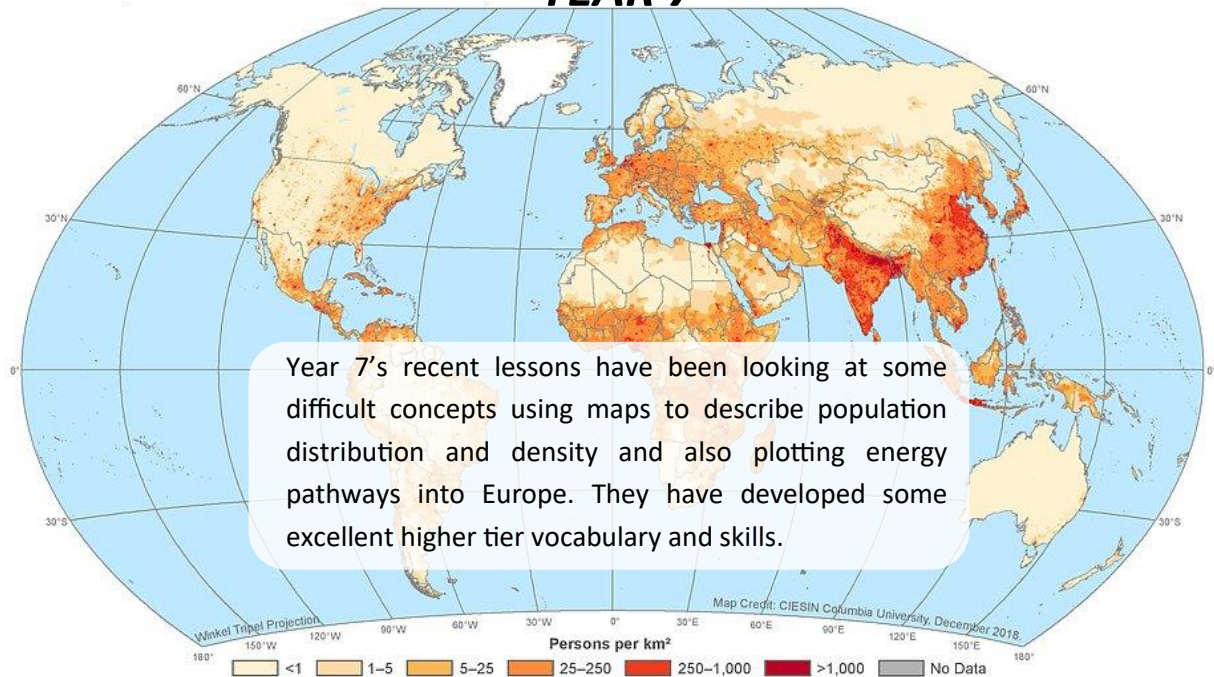 YEAR 7
60°N
60°N
30°N
30°N
0°
0°
Year 7’s recent lessons have been looking at some
difficult concepts using maps to describe population
distribution and density and also plotting energy
pathways into Europe. They have developed some
excellent higher tier vocabulary and skills.
30°S
30°S
Winkel Tripel Projection
Map Credit: CIESIN Columbia University, December 2018.
180° 150°W 120°W 90°W 60°W 30°W 0° 30°E 60°E 90°E 120°E 150°E 180°
Persons per km²
<1 1–5 5–25 25–250 250–1,000 >1,000 No Data